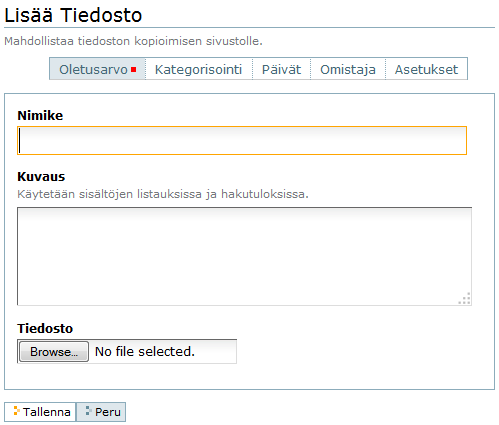 Lisää Tiedosto
Mahdollistaa tiedoston kopioimisen sivustolle.
Oletusarvo Kategorisointi Päivät Omistaja Asetukset
Nimike
Kuvaus
Käytetään sisältöjen listauksissa ja hakutuloksissa.
Tiedosto
Browse… No file selected.
Tallenna Peru